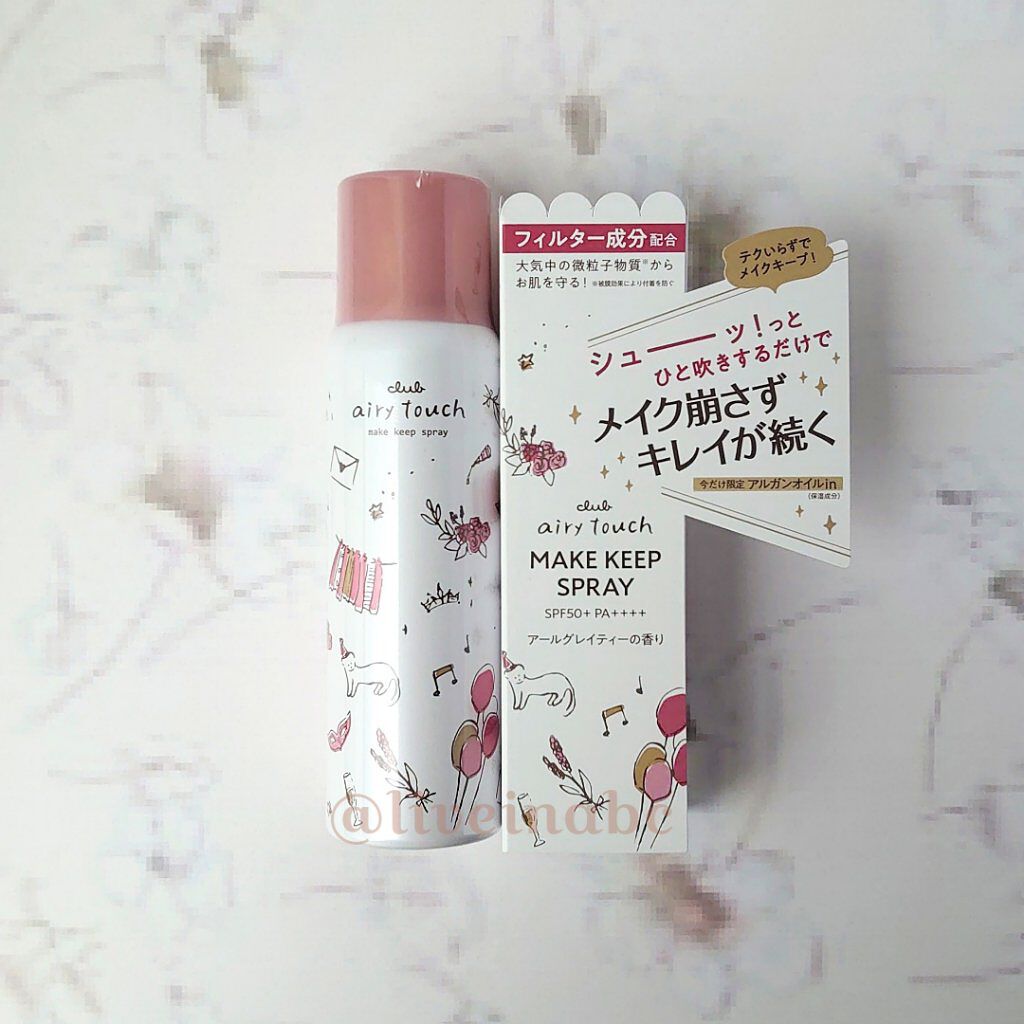 club
airy touch
make keep spray
フィルター成分配合
大気中の微粒子物質※から
お肌を守る！※被膜効果により付着を防ぐ
テクいらずで
メイクキープ！
シューーッ！っと
ひと吹きするだけで
メイク崩さず
キレイが続く
今だけ限定 アルガンオイルin
(保湿成分)
club
airy touch
MAKE KEEP
SPRAY
SPF50+ PA++++
アールグレイティーの香り
@liveinabc